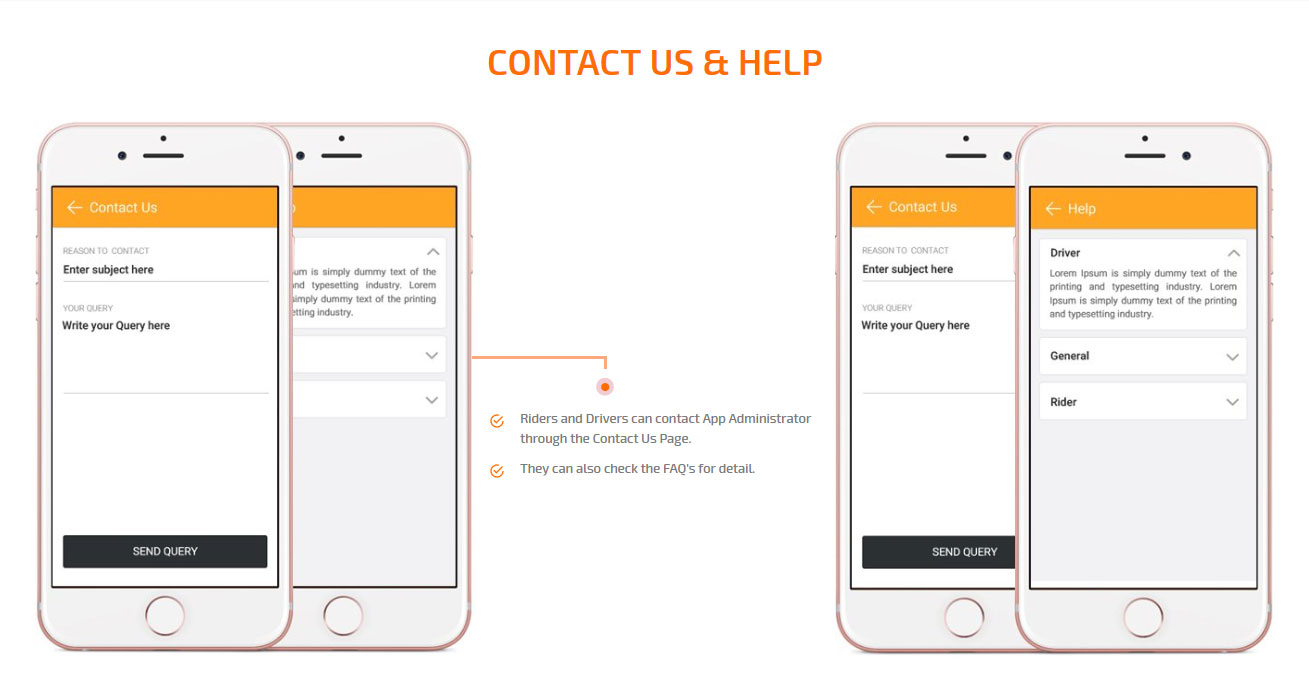 CONTACT US & HELP
Contact Us
REASON TO CONTACT
Enter subject here
YOUR QUERY
Write your Query here
SEND QUERY
um is simply dummy text of the
nd typesetting industry. Lorem
simply dummy text of the printing
etting industry.
Riders and Drivers can contact App Administrator
through the Contact Us Page.
They can also check the FAQ's for detail.
Contact Us
REASON TO CONTACT
Enter subject here
YOUR QUERY
Write your Query here
SEND QUERY
Help
Driver
Lorem Ipsum is simply dummy text of the
printing and typesetting industry. Lorem
Ipsum is simply dummy text of the printing
and typesetting industry.
General
Rider